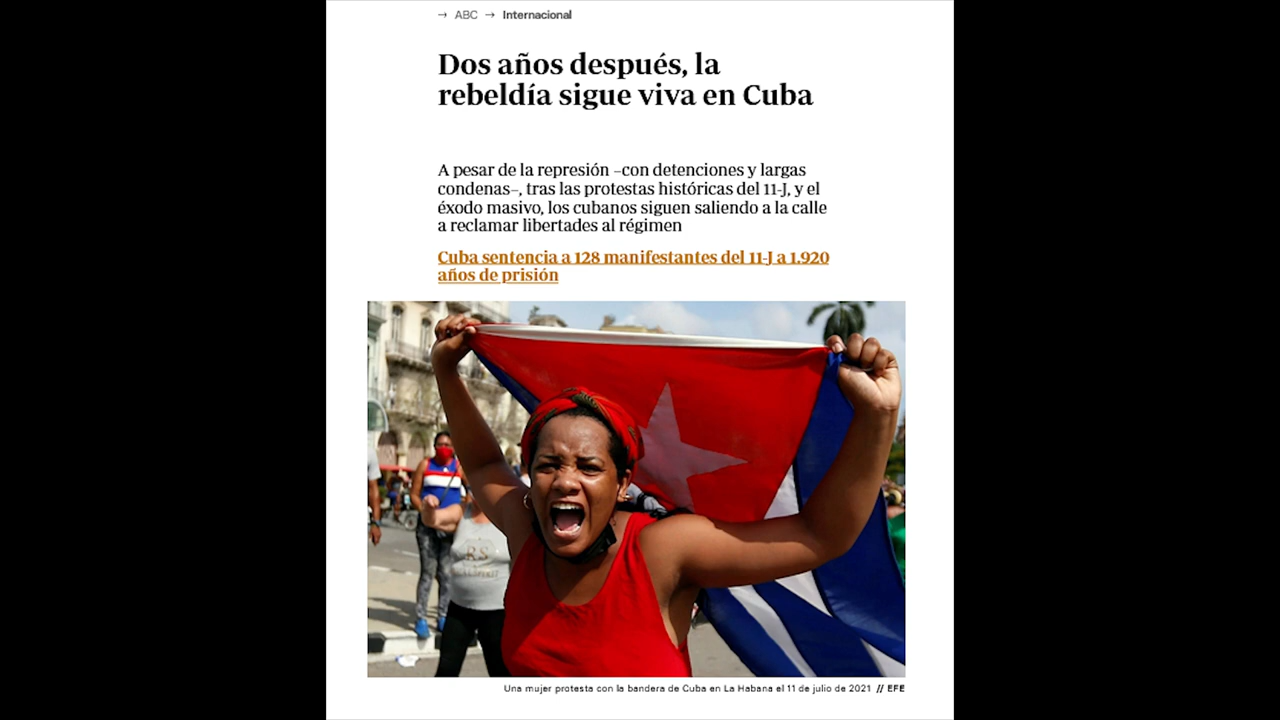 → ABC → Internacional
Dos años después, la
rebeldía sigue viva en Cuba
A pesar de la represión –con detenciones y largas
condenas–, tras las protestas históricas del 11-J, y el
éxodo masivo, los cubanos siguen saliendo a la calle
a reclamar libertades al régimen
Cuba sentencia a 128 manifestantes del 11-J a 1.920
años de prisión
RS
Una mujer protesta con la bandera de Cuba en La Habana el 11 de julio de 2021 // EFE